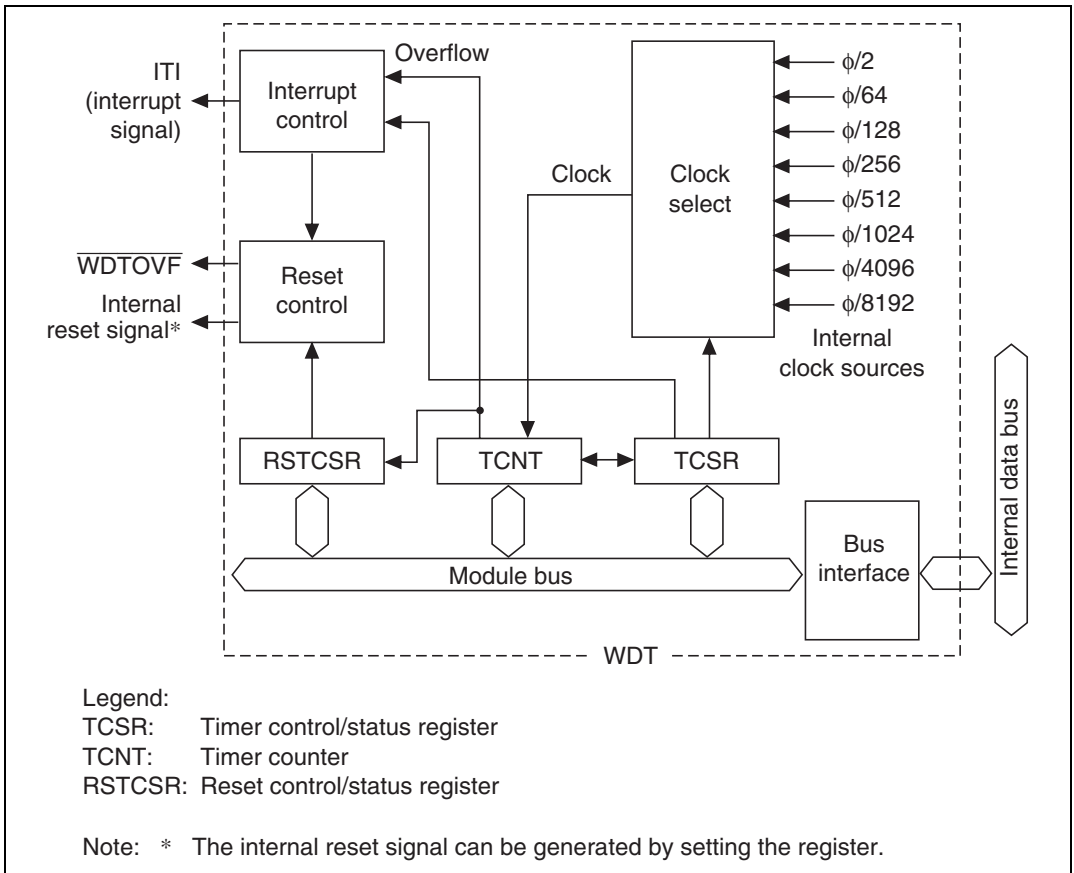 ITI
(interrupt
signal)
Interrupt
control
Overflow
Clock
Clock
select
ϕ/2
ϕ/64
ϕ/128
ϕ/256
ϕ/512
ϕ/1024
ϕ/4096
ϕ/8192
Internal
clock sources
WDTOVF
Internal
reset signal*
Reset
control
RSTCSR
TCNT
TCSR
Module bus
Bus
interface
Internal data bus
WDT
Legend:
TCSR: Timer control/status register
TCNT: Timer counter
RSTCSR: Reset control/status register
Note: * The internal reset signal can be generated by setting the register.